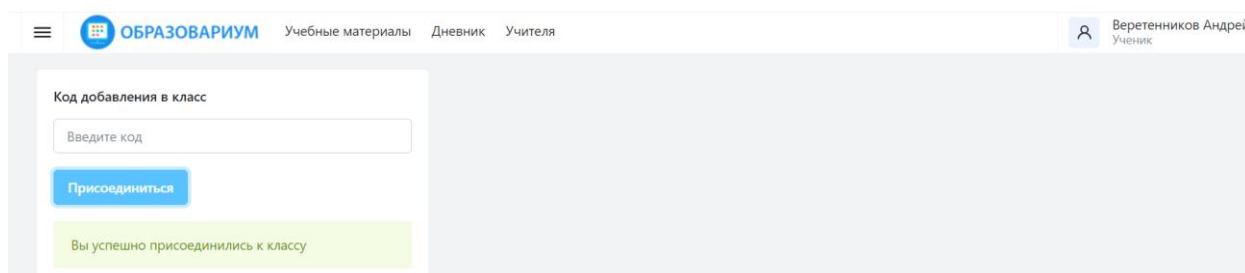 ОБРАЗОВАРИУМ Учебные материалы Дневник Учителя Веретенников Андрей
Ученик
Код добавления в класс
Введите код
Присоединиться
Вы успешно присоединились к классу